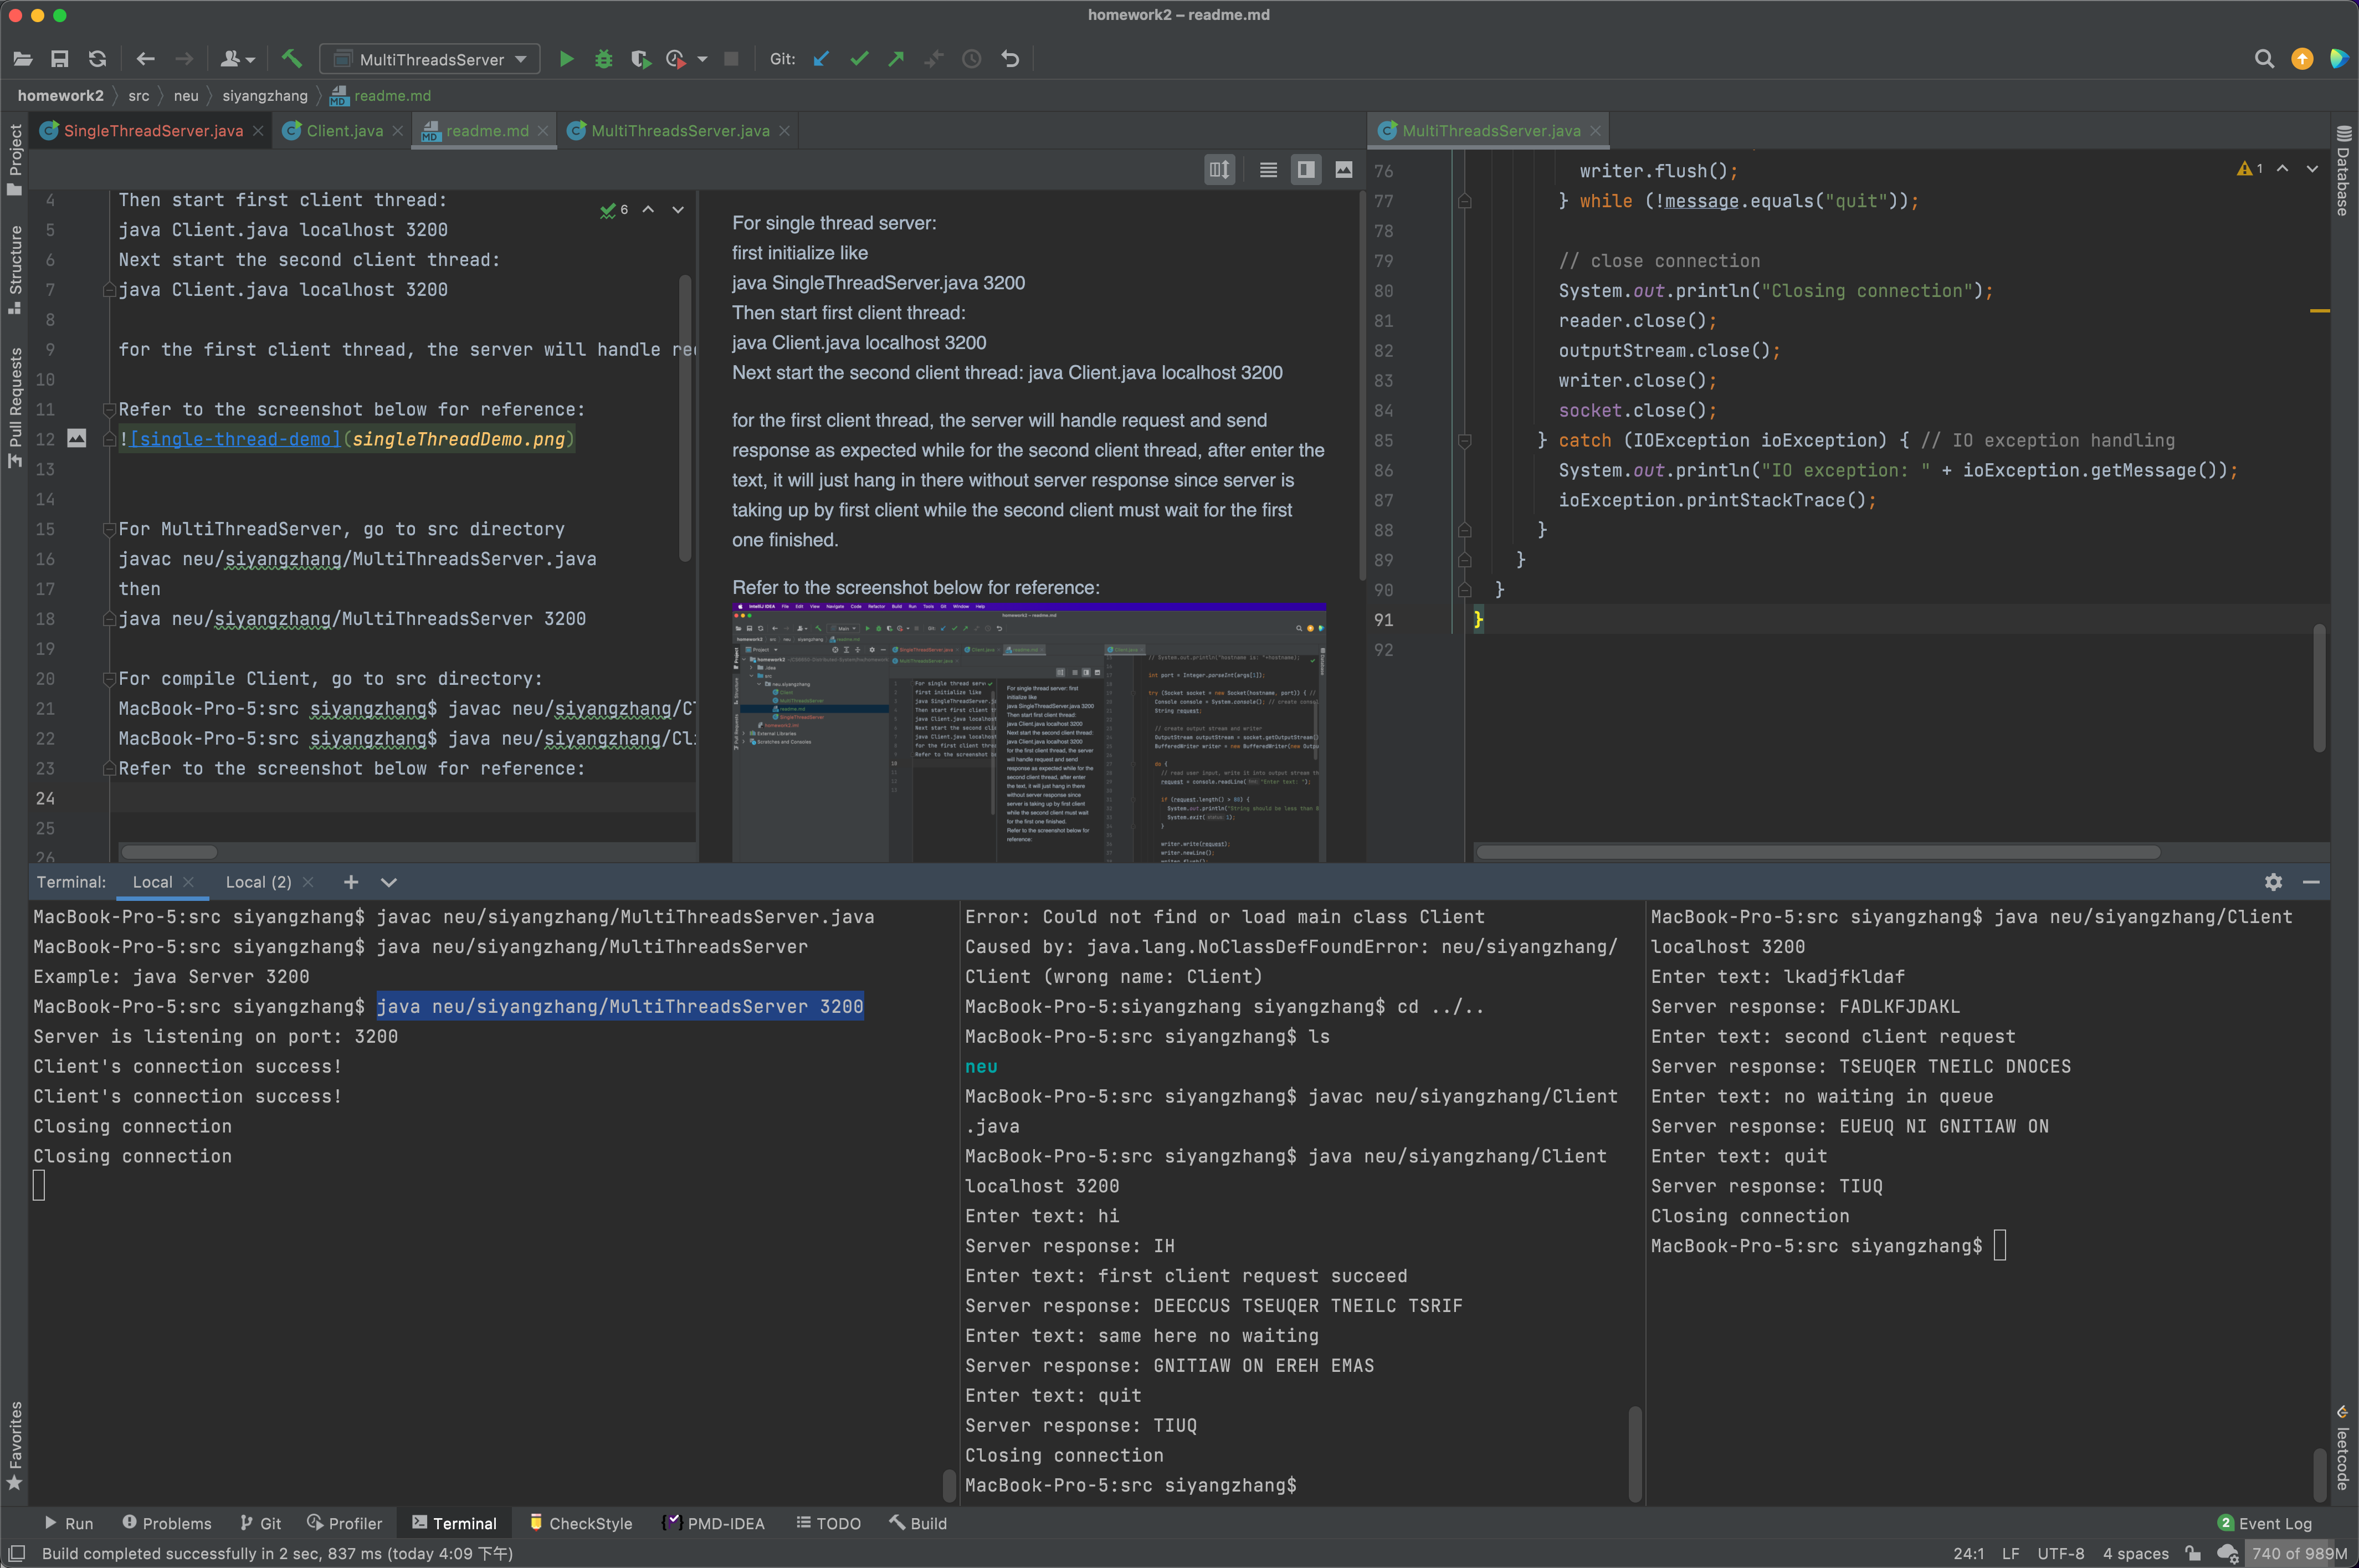 homework2 – readme.md
MultiThreadsServer
Git:
homework2
src
neu
siyangzhang
readme.md
Project
Structure
Pull Requests
Favorites
SingleThreadServer.java
Client.java
readme.md
MultiThreadsServer.java
6
4 Then start first client thread:
5 java Client.java localhost 3200
6 Next start the second client thread:
7 java Client.java localhost 3200
8
9 for the first client thread, the server will handle
10
11 Refer to the screenshot below for reference:
12 ![single-thread-demo](singleThreadDemo.png)
13
14
15 For MultiThreadServer, go to src directory
16 javac neu/siyangzhang/MultiThreadsServer.java
17 then
18 java neu/siyangzhang/MultiThreadsServer 3200
19
20 For compile Client, go to src directory:
21 MacBook-Pro-5:src siyangzhang$ javac neu/siyangzhang/Cl
22 MacBook-Pro-5:src siyangzhang$ java neu/siyangzhang/Cli
23 Refer to the screenshot below for reference:
24
25
26
For single thread server:
first initialize like
java SingleThreadServer.java 3200
Then start first client thread:
java Client.java localhost 3200
Next start the second client thread: java Client.java localhost 3200
for the first client thread, the server will handle request and send
response as expected while for the second client thread, after enter the
text, it will just hang in there without server response since server is
taking up by first client while the second client must wait for the first
one finished.
Refer to the screenshot below for reference:
MultiThreadsServer.java
1
76 writer.flush();
77 } while (!message.equals("quit"));
78
79 // close connection
80 System.out.println("Closing connection");
81 reader.close();
82 outputStream.close();
83 writer.close();
84 socket.close();
85 } catch (IOException ioException) { // IO exception handling
86 System.out.println("IO exception: " + ioException.getMessage());
87 ioException.printStackTrace();
88 }
89 }
90 }
91 }
92
Database
leetcode
Terminal:
Local
Local (2)
MacBook-Pro-5:src siyangzhang$ javac neu/siyangzhang/MultiThreadsServer.java
MacBook-Pro-5:src siyangzhang$ java neu/siyangzhang/MultiThreadsServer
Example: java Server 3200
MacBook-Pro-5:src siyangzhang$ java neu/siyangzhang/MultiThreadsServer 3200
Server is listening on port: 3200
Client's connection success!
Client's connection success!
Closing connection
Closing connection
Error: Could not find or load main class Client
Caused by: java.lang.NoClassDefFoundError: neu/siyangzhang/
Client (wrong name: Client)
MacBook-Pro-5:siyangzhang siyangzhang$ cd ../..
MacBook-Pro-5:src siyangzhang$ ls
neu
MacBook-Pro-5:src siyangzhang$ javac neu/siyangzhang/Client
.java
MacBook-Pro-5:src siyangzhang$ java neu/siyangzhang/Client
localhost 3200
Enter text: hi
Server response: IH
Enter text: first client request succeed
Server response: DEECCUS TSEUQER TNEILC TSRIF
Enter text: same here no waiting
Server response: GNITIAW ON EREH EMAS
Enter text: quit
Server response: TIUQ
Closing connection
MacBook-Pro-5:src siyangzhang$
MacBook-Pro-5:src siyangzhang$ java neu/siyangzhang/Client
localhost 3200
Enter text: lkadjfkldaf
Server response: FADLKFJDAKL
Enter text: second client request
Server response: TSEUQER TNEILC DNOCES
Enter text: no waiting in queue
Server response: EUEUQ NI GNITIAW ON
Enter text: quit
Server response: TIUQ
Closing connection
MacBook-Pro-5:src siyangzhang$
Run
Problems
Git
Profiler
Terminal
CheckStyle
PMD-IDEA
TODO
Build
2 Event Log
Build completed successfully in 2 sec, 837 ms (today 4:09 下午)
24:1
LF
UTF-8
4 spaces
740 of 989M